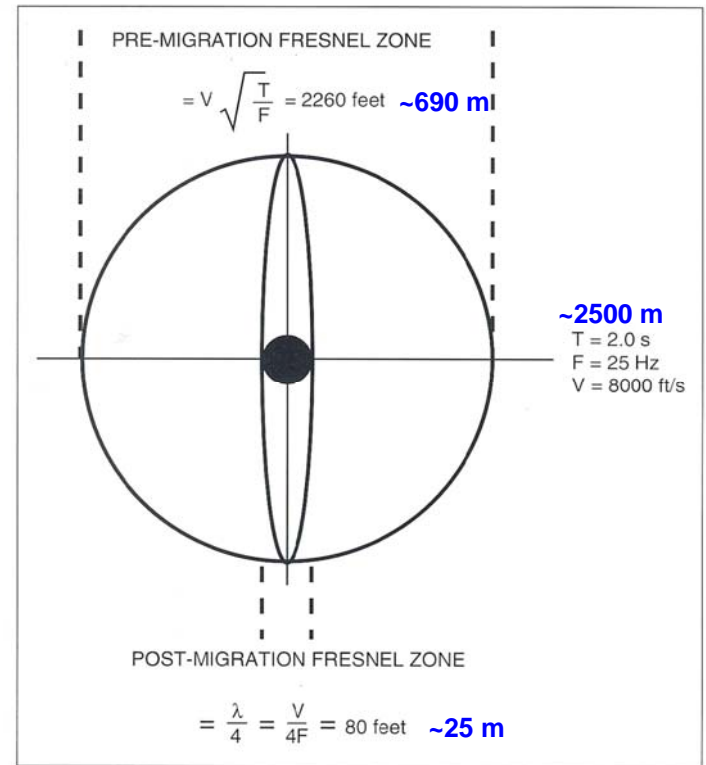 PRE-MIGRATION FRESNEL ZONE
= V √(T/F) = 2260 feet ~690 m
~2500 m
T = 2.0 s
F = 25 Hz
V = 8000 ft/s
POST-MIGRATION FRESNEL ZONE
= λ/4 = V/4F = 80 feet ~25 m